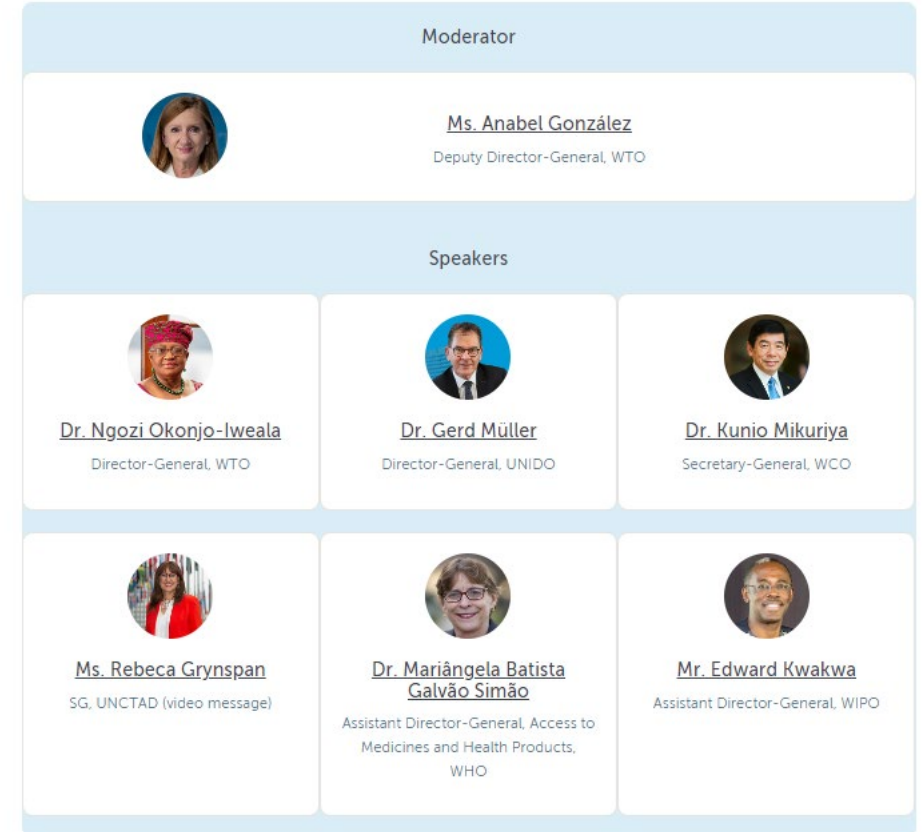 Moderator
Ms. Anabel González
Deputy Director-General, WTO
Speakers
Dr. Ngozi Okonjo-Iweala
Director-General, WTO
Dr. Gerd Müller
Director-General, UNIDO
Dr. Kunio Mikuriya
Secretary-General, WCO
Ms. Rebeca Grynspan
SG, UNCTAD (video message)
Dr. Mariângela Batista
Galvão Simão
Assistant Director-General, Access to
Medicines and Health Products,
WHO
Mr. Edward Kwakwa
Assistant Director-General, WIPO